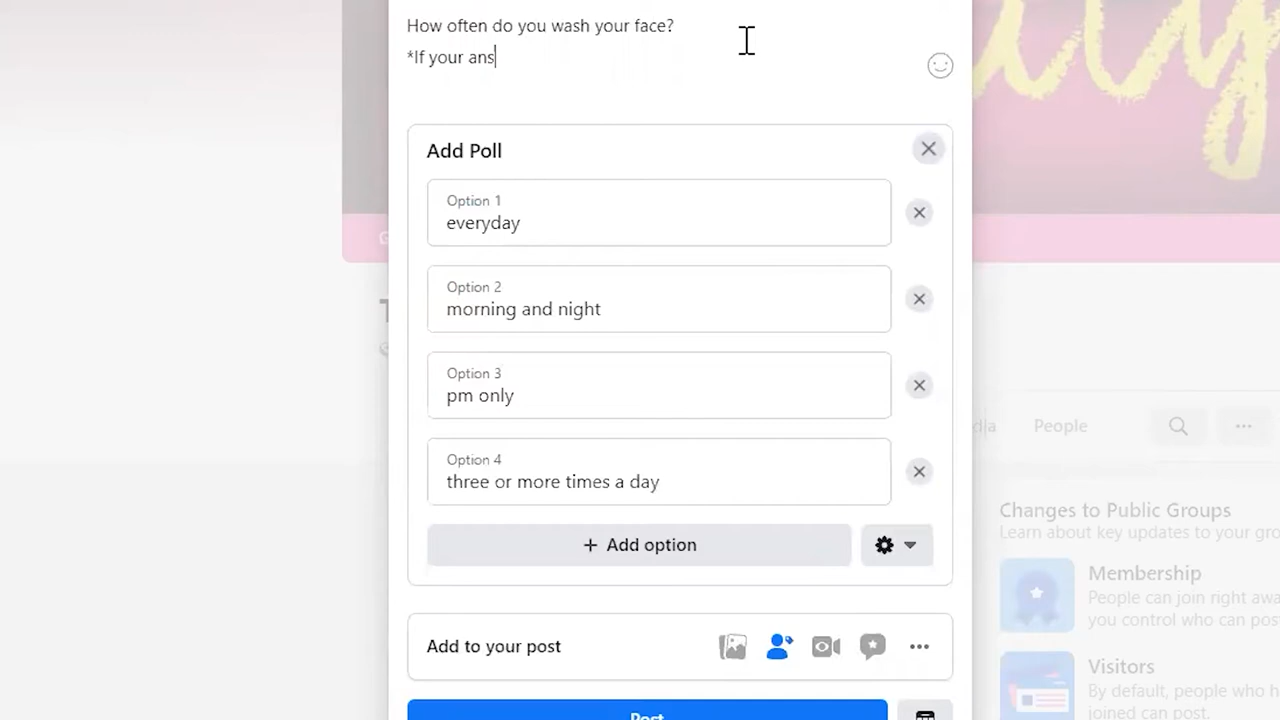 How often do you wash your face?
*If your ans
Add Poll
Option 1
everyday
Option 2
morning and night
Option 3
pm only
People
Option 4
three or more times a day
Changes to Public Groups
Learn about key updates to your gro
+ Add option
Membership
People can join right awa
you control who can pos
Add to your post
Visitors
By default, people who h
joined can post.
Post